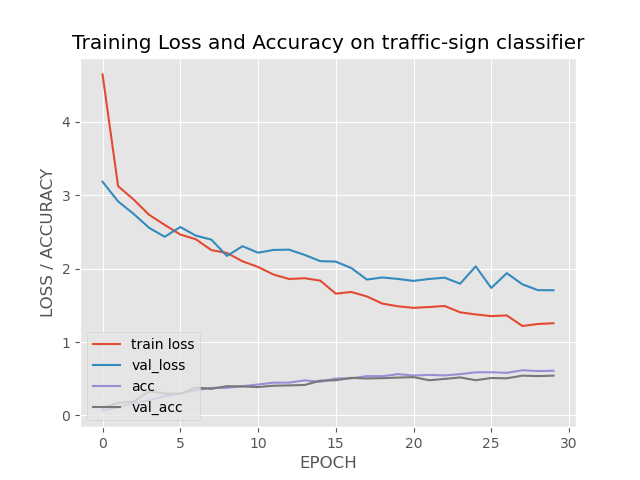 Training Loss and Accuracy on traffic-sign classifier
LOSS / ACCURACY
4
3
2
1
0
train loss
val_loss
acc
val_acc
0 5 10 15 20 25 30
EPOCH